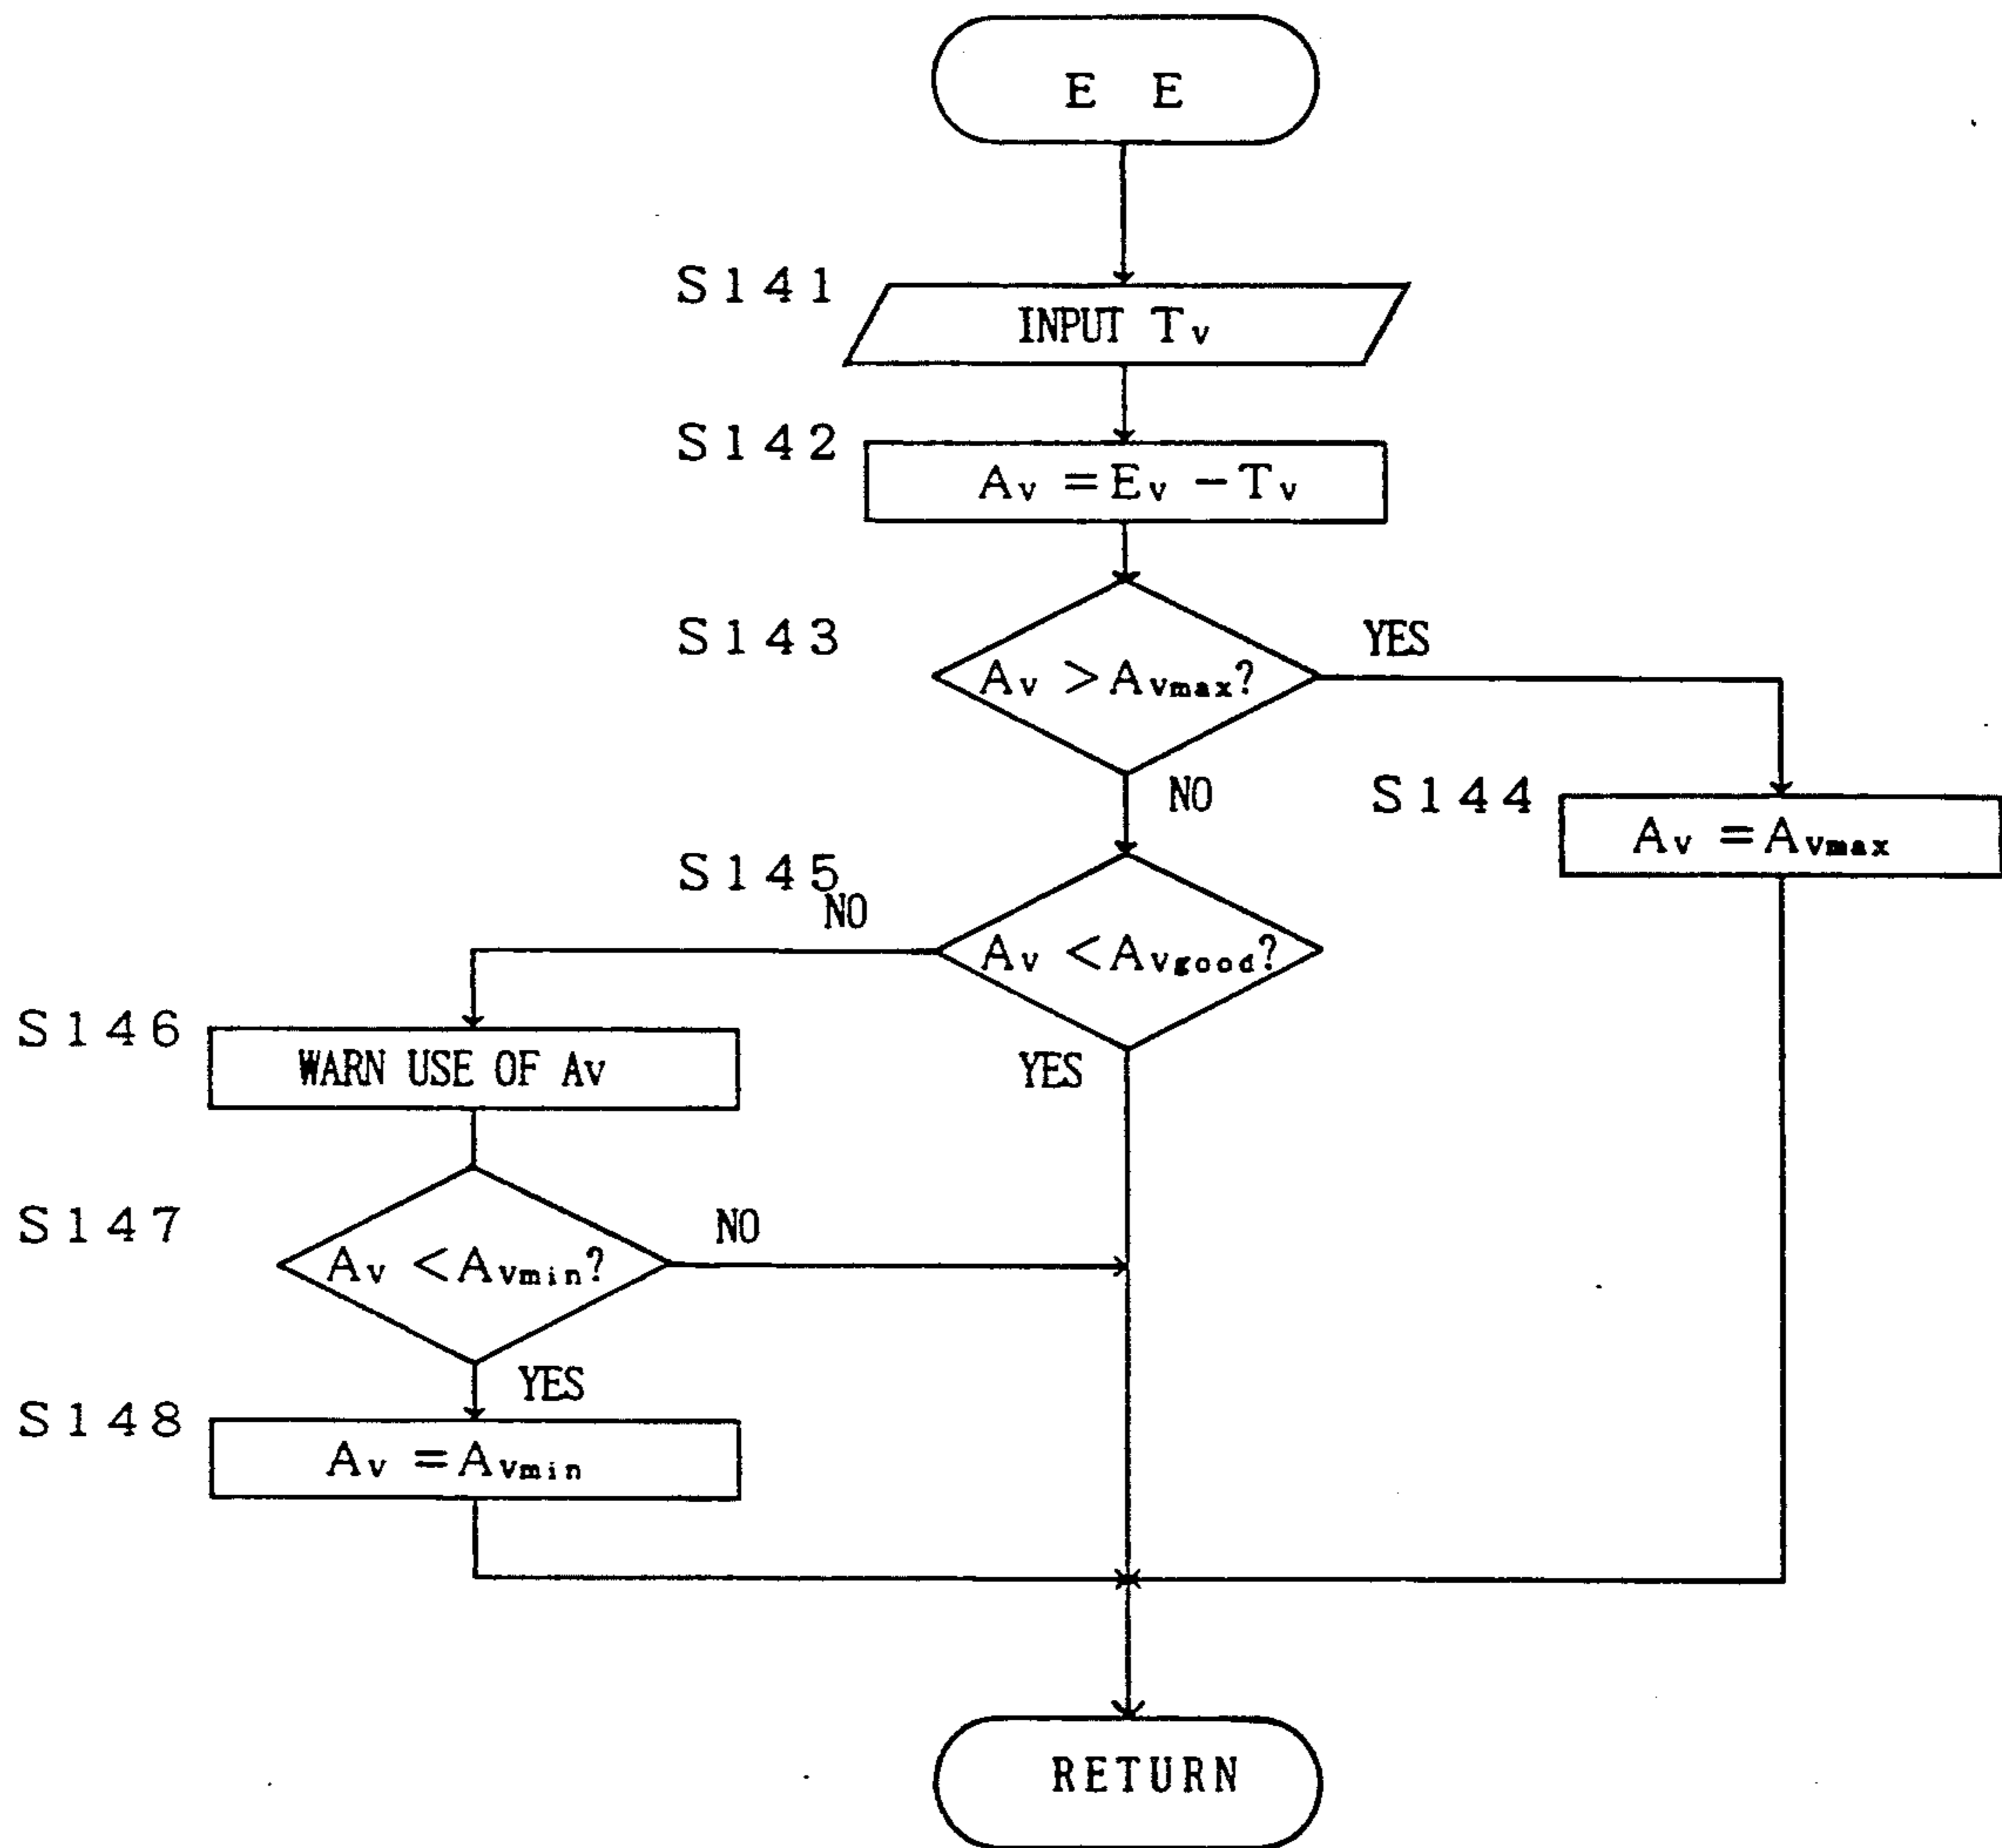 E E
S141
INPUT Tv
S142
Av = Ev - Tv
S143
Av > Avmax?
YES
NO
S144
Av = Avmax
S145
NO
Av < Avgood?
YES
S146
WARN USE OF Av
S147
Av < Avmin?
NO
YES
S148
Av = Avmin
RETURN